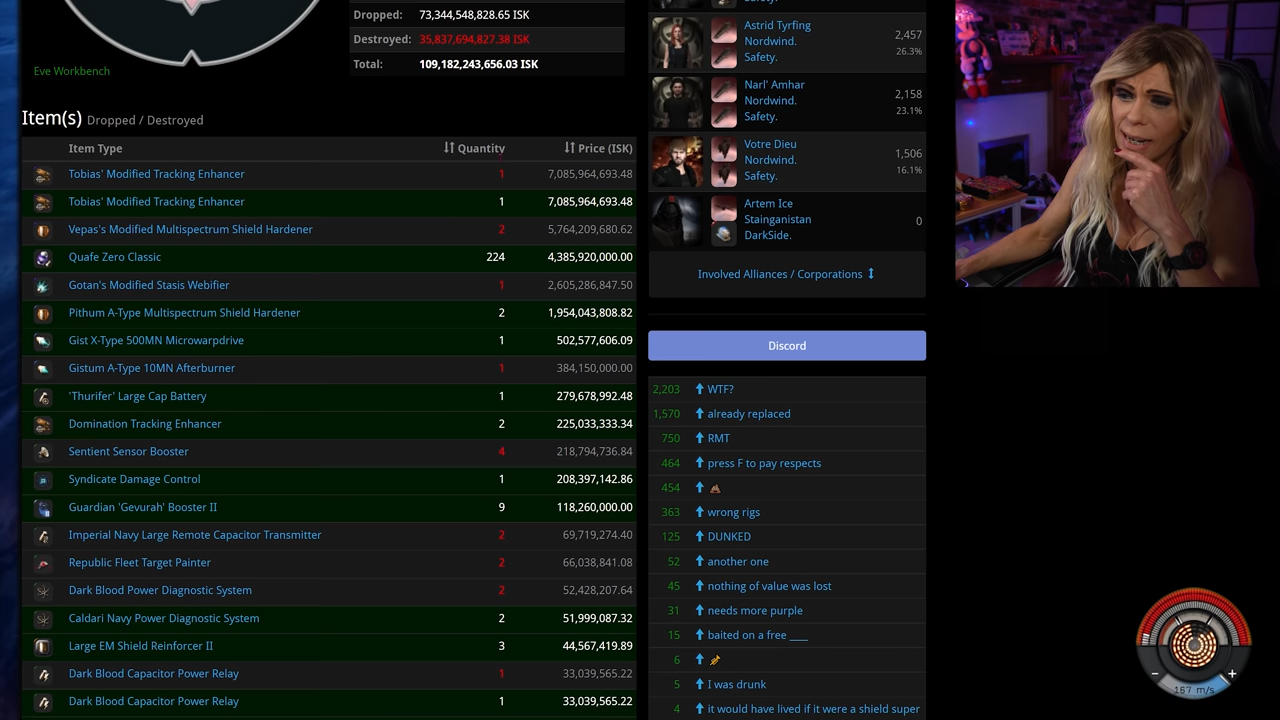 Dropped: 73,344,548,828.65 ISK
Destroyed: 35,837,694,827.38 ISK
Total: 109,182,243,656.03 ISK
Eve Workbench
Item(s) Dropped / Destroyed
Item Type Quantity Price (ISK)
Tobias' Modified Tracking Enhancer 1 7,085,964,693.48
Tobias' Modified Tracking Enhancer 1 7,085,964,693.48
Vepas's Modified Multispectrum Shield Hardener 2 5,764,209,680.62
Quafe Zero Classic 224 4,385,920,000.00
Gotan's Modified Stasis Webifier 1 2,605,286,847.50
Pithum A-Type Multispectrum Shield Hardener 2 1,954,043,808.82
Gist X-Type 500MN Microwarpdrive 1 502,577,606.09
Gistum A-Type 10MN Afterburner 1 384,150,000.00
'Thurifer' Large Cap Battery 1 279,678,992.48
Domination Tracking Enhancer 2 225,033,333.34
Sentient Sensor Booster 4 218,794,736.84
Syndicate Damage Control 1 208,397,142.86
Guardian 'Gevurah' Booster II 9 118,260,000.00
Imperial Navy Large Remote Capacitor Transmitter 2 69,719,274.40
Republic Fleet Target Painter 2 66,038,841.08
Dark Blood Power Diagnostic System 2 52,428,207.64
Caldari Navy Power Diagnostic System 2 51,999,087.32
Large EM Shield Reinforcer II 3 44,567,419.89
Dark Blood Capacitor Power Relay 1 33,039,565.22
Dark Blood Capacitor Power Relay 1 33,039,565.22
Safety.
Astrid Tyrfing 2,457
Nordwind. 26.3%
Safety.
Narl' Amhar 2,158
Nordwind. 23.1%
Safety.
Votre Dieu 1,506
Nordwind. 16.1%
Safety.
Artem Ice
Stainganistan 0
DarkSide.
Involved Alliances / Corporations
Discord
2,203 WTF?
1,570 already replaced
750 RMT
464 press F to pay respects
454
363 wrong rigs
125 DUNKED
52 another one
45 nothing of value was lost
31 needs more purple
15 baited on a free ____
6
5 I was drunk
4 it would have lived if it were a shield super
167 m/s